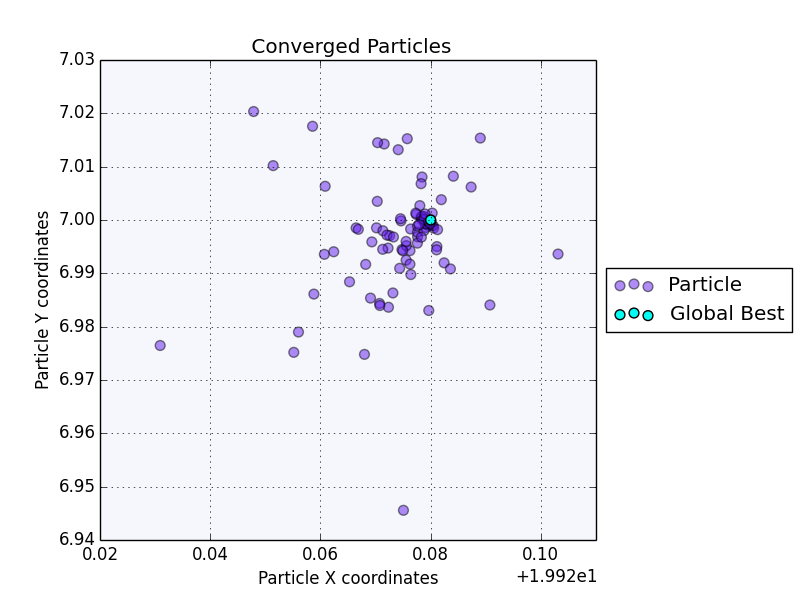 Converged Particles
7.03
7.02
7.01
7.00
6.99
6.98
6.97
6.96
6.95
6.94
Particle Y coordinates
0.02 0.04 0.06 0.08 0.10
+1.992e1
Particle X coordinates
Particle
Global Best